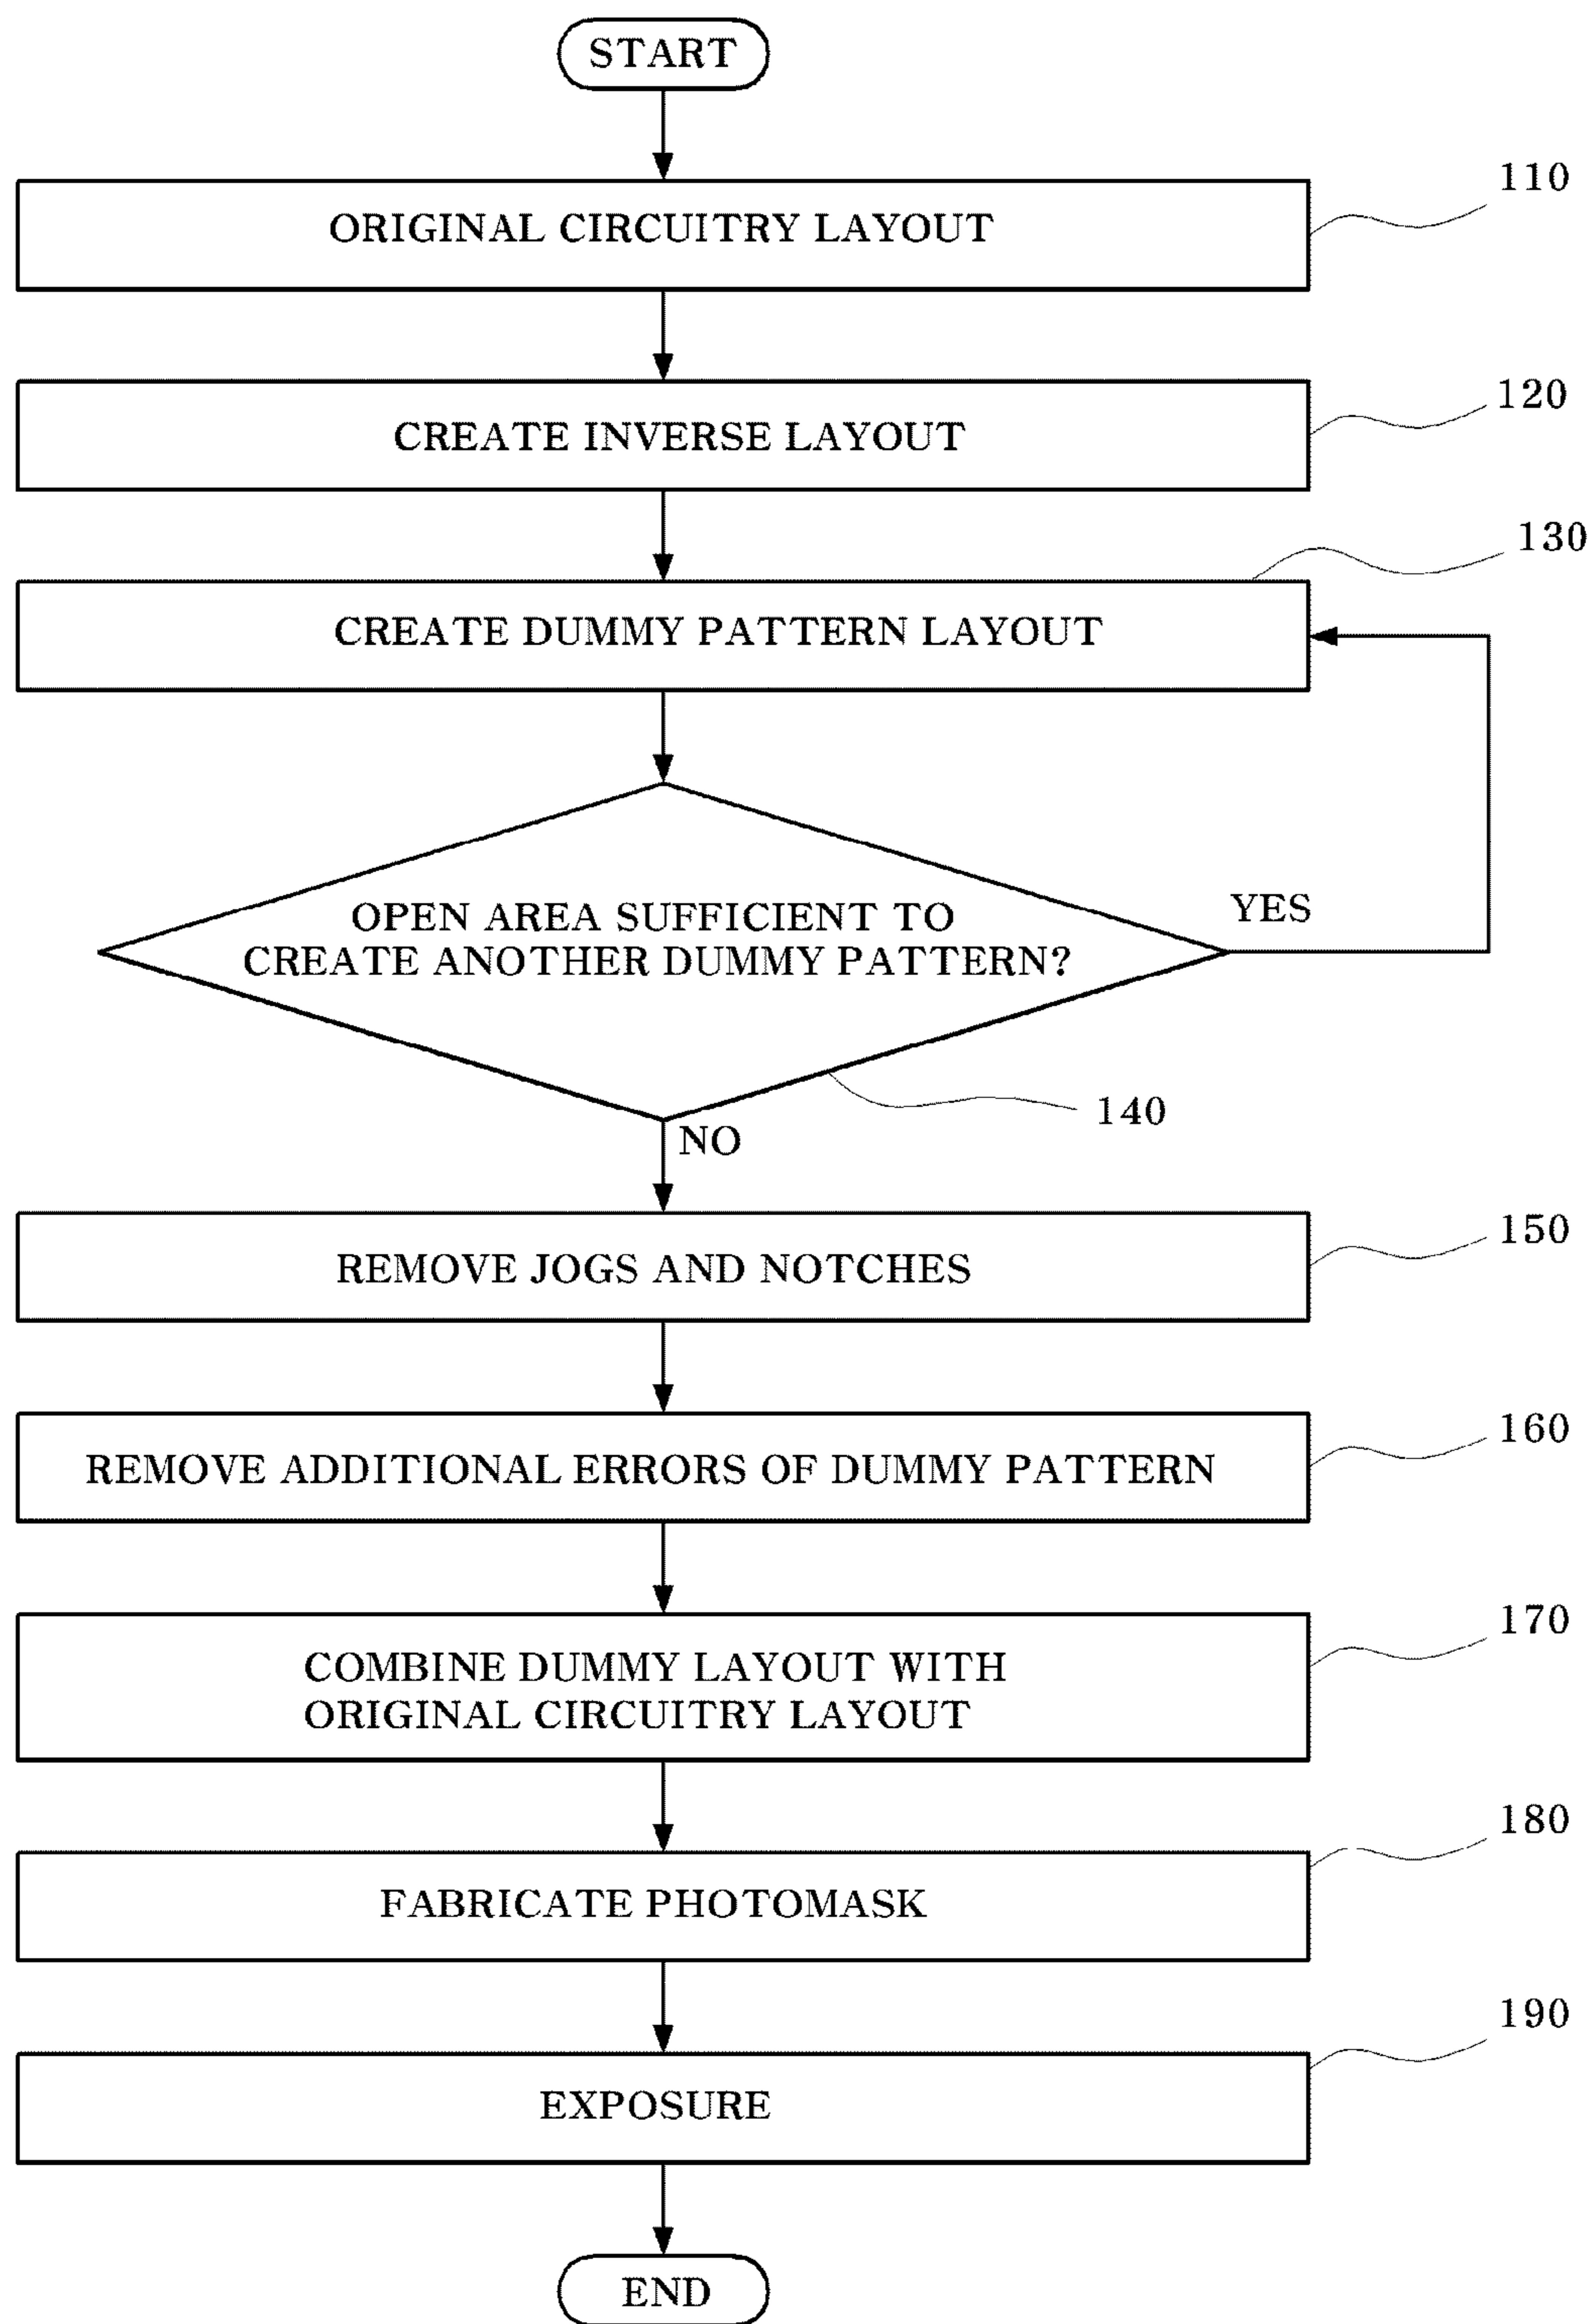 START
110
ORIGINAL CIRCUITRY LAYOUT
120
CREATE INVERSE LAYOUT
130
CREATE DUMMY PATTERN LAYOUT
YES
OPEN AREA SUFFICIENT TO
CREATE ANOTHER DUMMY PATTERN?
140
NO
150
REMOVE JOGS AND NOTCHES
160
REMOVE ADDITIONAL ERRORS OF DUMMY PATTERN
170
COMBINE DUMMY LAYOUT WITH
ORIGINAL CIRCUITRY LAYOUT
180
FABRICATE PHOTOMASK
190
EXPOSURE
END